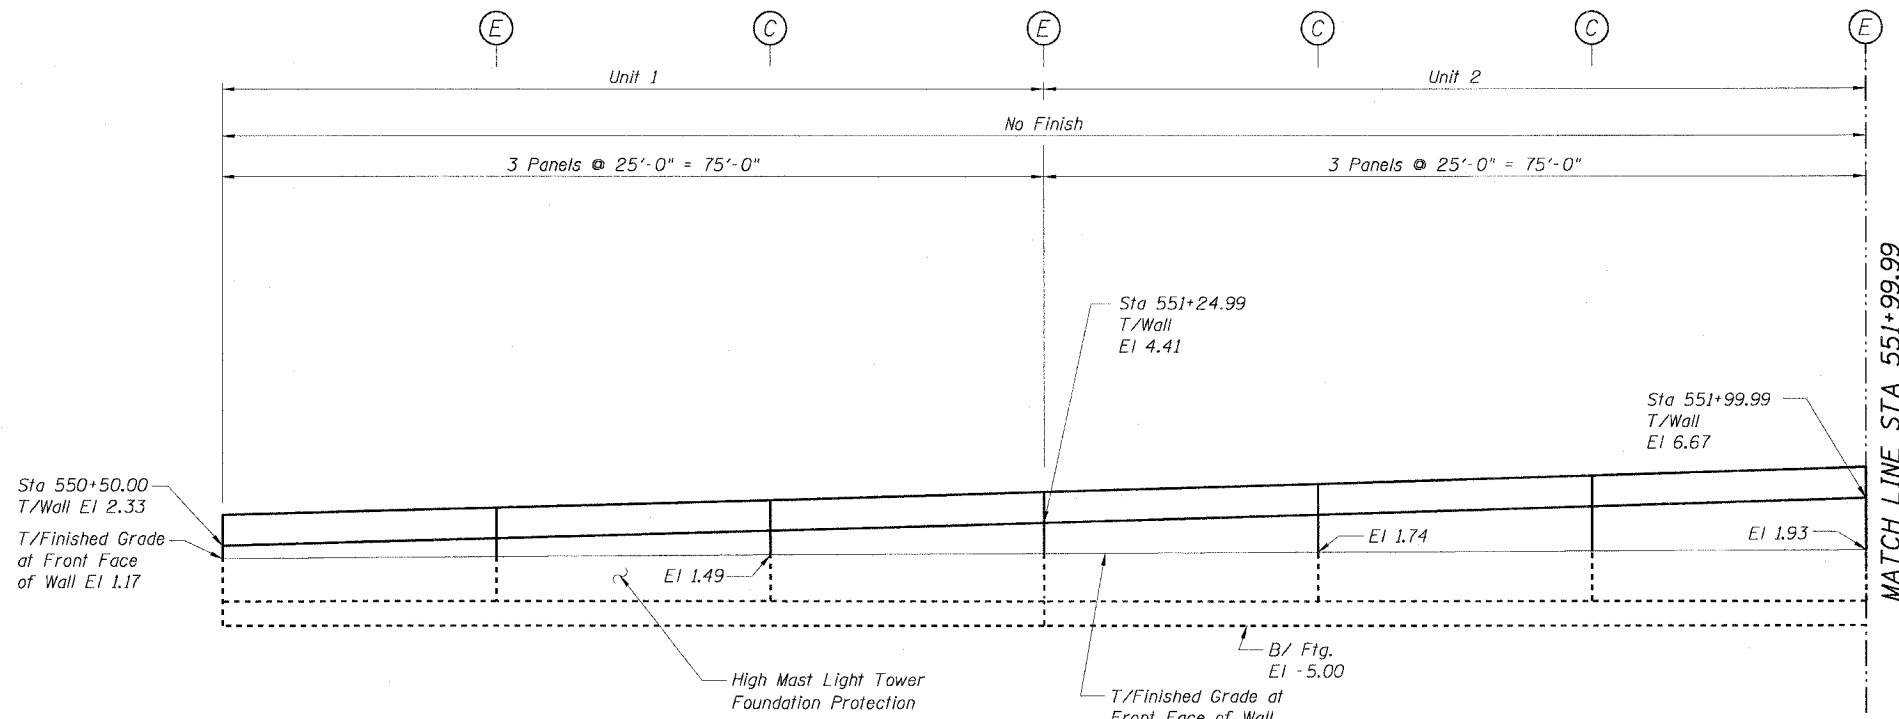 E
C
E
C
C
E
Unit 1
Unit 2
No Finish
3 Panels @ 25'-0" = 75'-0"
3 Panels @ 25'-0" = 75'-0"
Sta 551+24.99
T/Wall
El 4.41
Sta 551+99.99
T/Wall
El 6.67
MATCH LINE STA 551+99.99
Sta 550+50.00
T/Wall El 2.33
T/Finished Grade
at Front Face
of Wall El 1.17
El 1.49
El 1.74
El 1.93
B/ Ftg.
El -5.00
High Mast Light Tower
Foundation Protection
T/Finished Grade at
Front Face of Wall